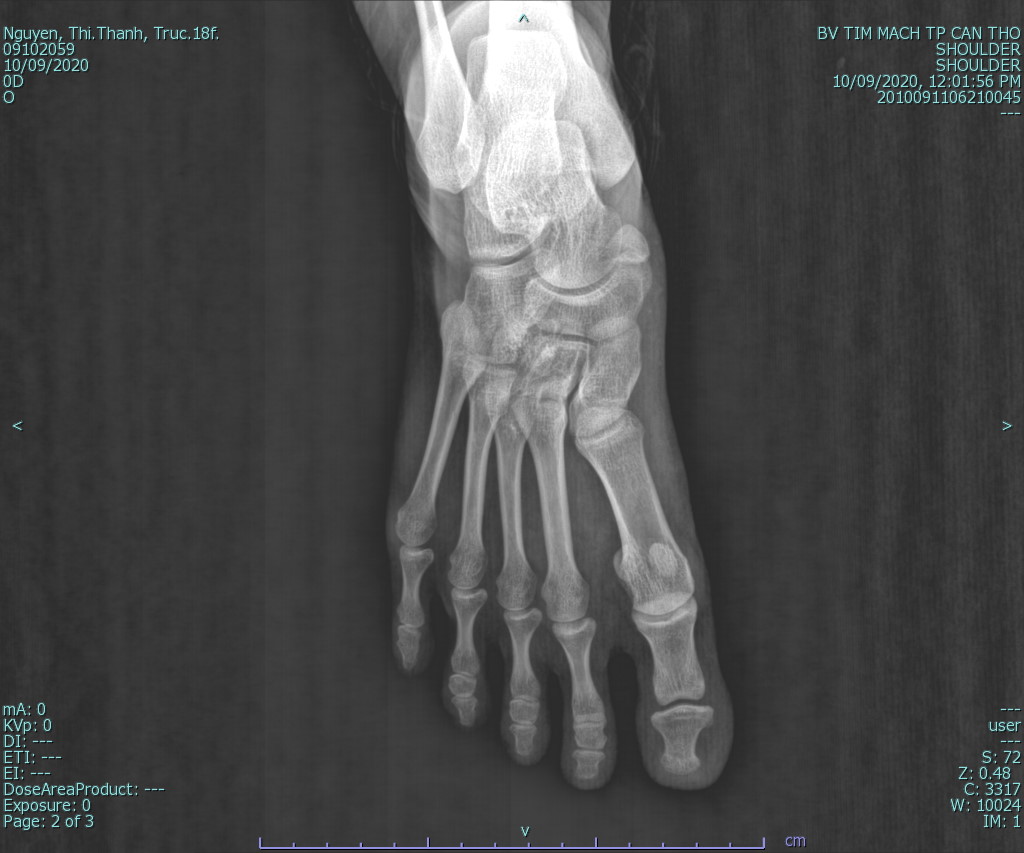 Nguyen, Thi.Thanh, Truc.18f.
09102059
10/09/2020
0D
O
BV TIM MACH TP CAN THO
SHOULDER
SHOULDER
10/09/2020, 12:01:56 PM
2010091106210045
---
^
<
>
v
mA: 0
KVp: 0
DI: ---
ETI: ---
EI: ---
DoseAreaProduct: ---
Exposure: 0
Page: 2 of 3
---
user
---
S: 72
Z: 0.48
C: 3317
W: 10024
IM: 1
cm